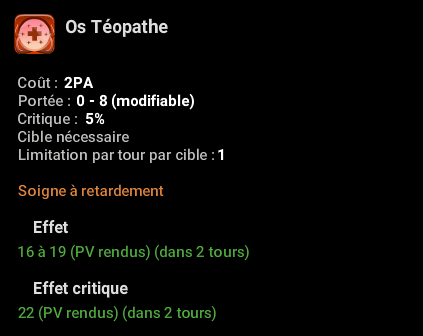 Os Téopathe
Coût : 2PA
Portée : 0 - 8 (modifiable)
Critique : 5%
Cible nécessaire
Limitation par tour par cible : 1
Soigne à retardement
Effet
16 à 19 (PV rendus) (dans 2 tours)
Effet critique
22 (PV rendus) (dans 2 tours)